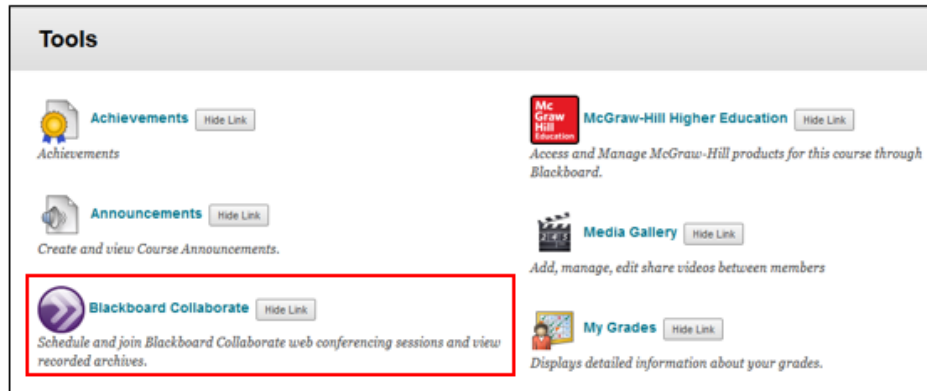 Tools
Achievements Hide Link
Achievements
Announcements Hide Link
Create and view Course Announcements.
Blackboard Collaborate Hide Link
Schedule and join Blackboard Collaborate web conferencing sessions and view
recorded archives.
Mc
Graw
Hill
Education
McGraw-Hill Higher Education Hide Link
Access and Manage McGraw-Hill products for this course through
Blackboard.
Media Gallery Hide Link
Add, manage, edit share videos between members
My Grades Hide Link
Displays detailed information about your grades.